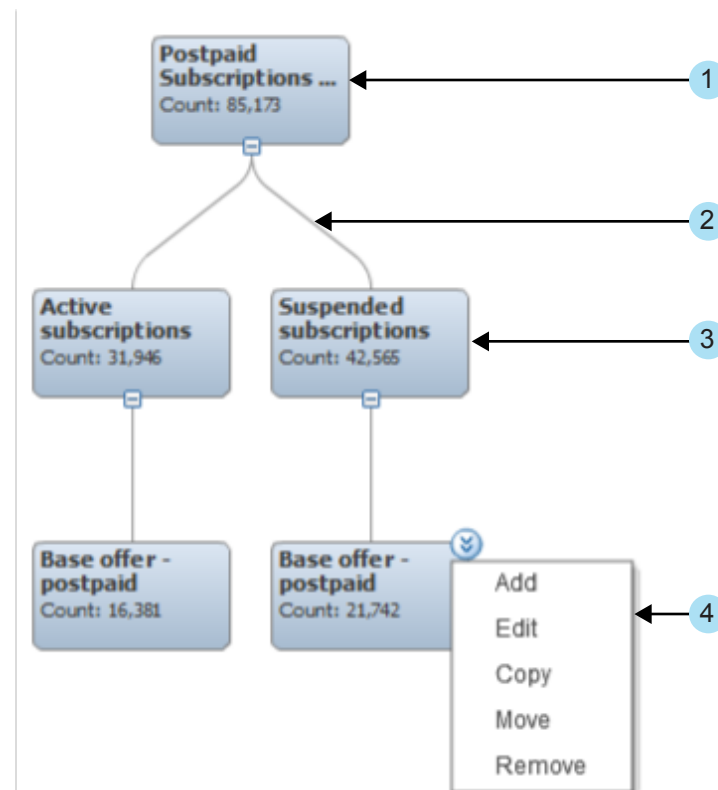 Postpaid
Subscriptions ...
Count: 85,173
1
2
Active
subscriptions
Count: 31,946
Suspended
subscriptions
Count: 42,565
3
Base offer -
postpaid
Count: 16,381
Base offer -
postpaid
Count: 21,742
Add
Edit
Copy
Move
Remove
4